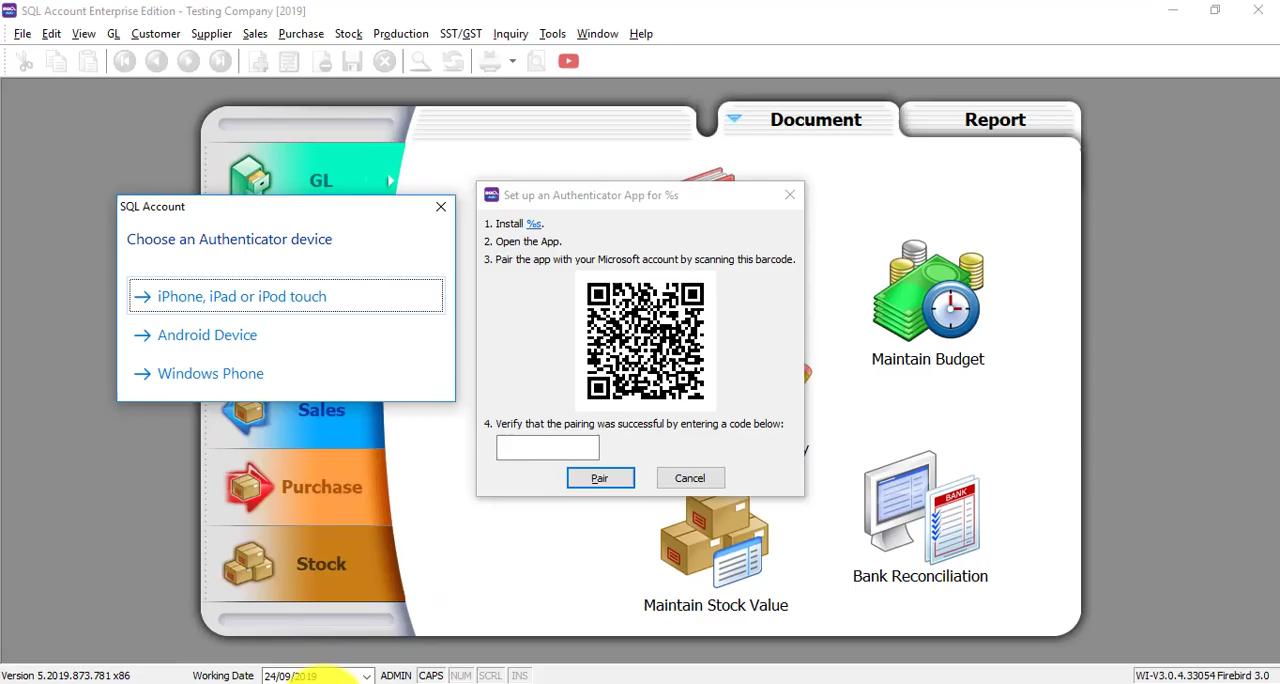 SQL Account Enterprise Edition - Testing Company [2019]
File Edit View GL Customer Supplier Sales Purchase Stock Production SST/GST Inquiry Tools Window Help
Document
Report
GL
SQL Account
Choose an Authenticator device
iPhone, iPad or iPod touch
Android Device
Windows Phone
Set up an Authenticator App for %s
1. Install %s.
2. Open the App.
3. Pair the app with your Microsoft account by scanning this barcode.
4. Verify that the pairing was successful by entering a code below:
Pair
Cancel
Maintain Budget
Sales
Purchase
Stock
BANK
Bank Reconciliation
Maintain Stock Value
Version 5.2019.873.781 x86
Working Date
24/09/2019
ADMIN
CAPS
NUM
SCRL
INS
WI-V3.0.4.33054 Firebird 3.0